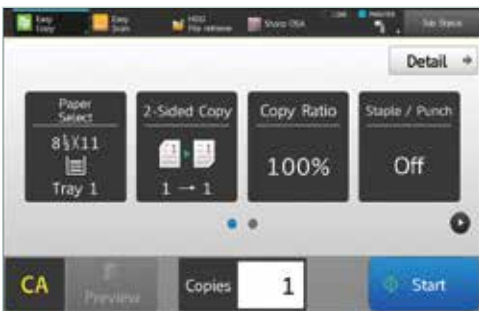 Easy Copy
Easy Scan
HDD File retrieve
Sharp OSA
Job Status
Detail
Paper Select
2-Sided Copy
Copy Ratio
Staple / Punch
8½X11
Tray 1
1 → 1
100%
Off
CA
Preview
Copies
1
Start